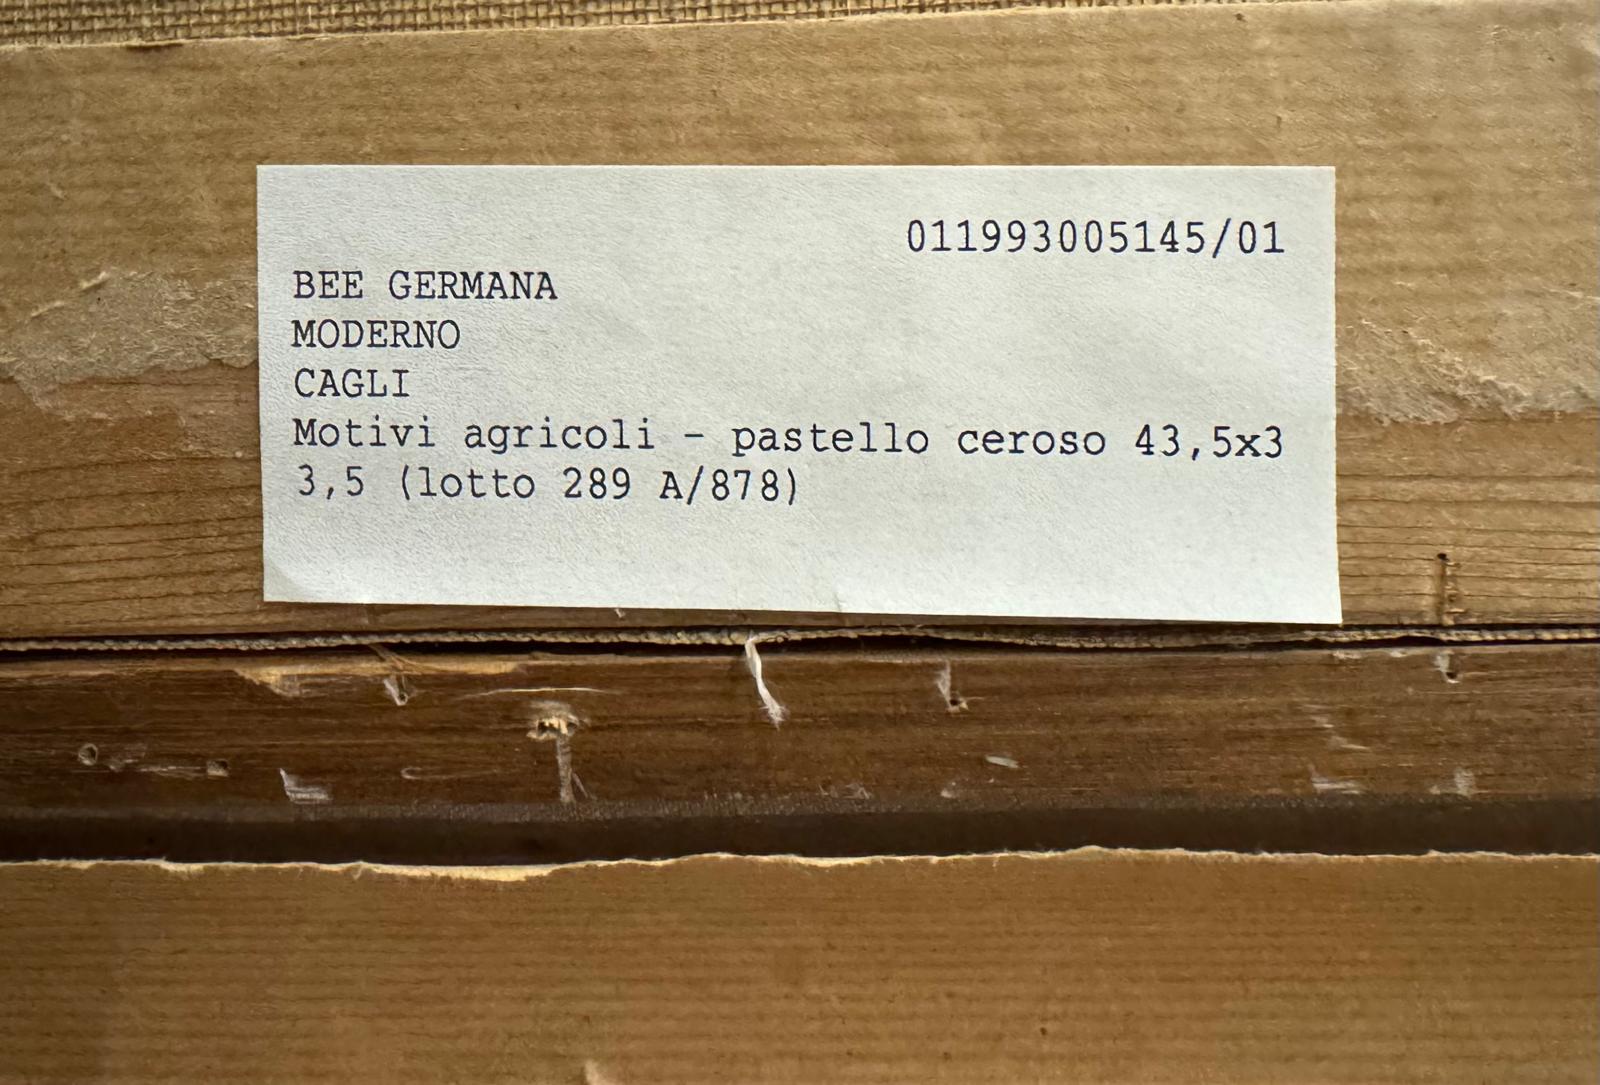 011993005145/01
BEE GERMANA
MODERNO
CAGLI
Motivi agricoli - pastello ceroso 43,5x3
3,5 (lotto 289 A/878)